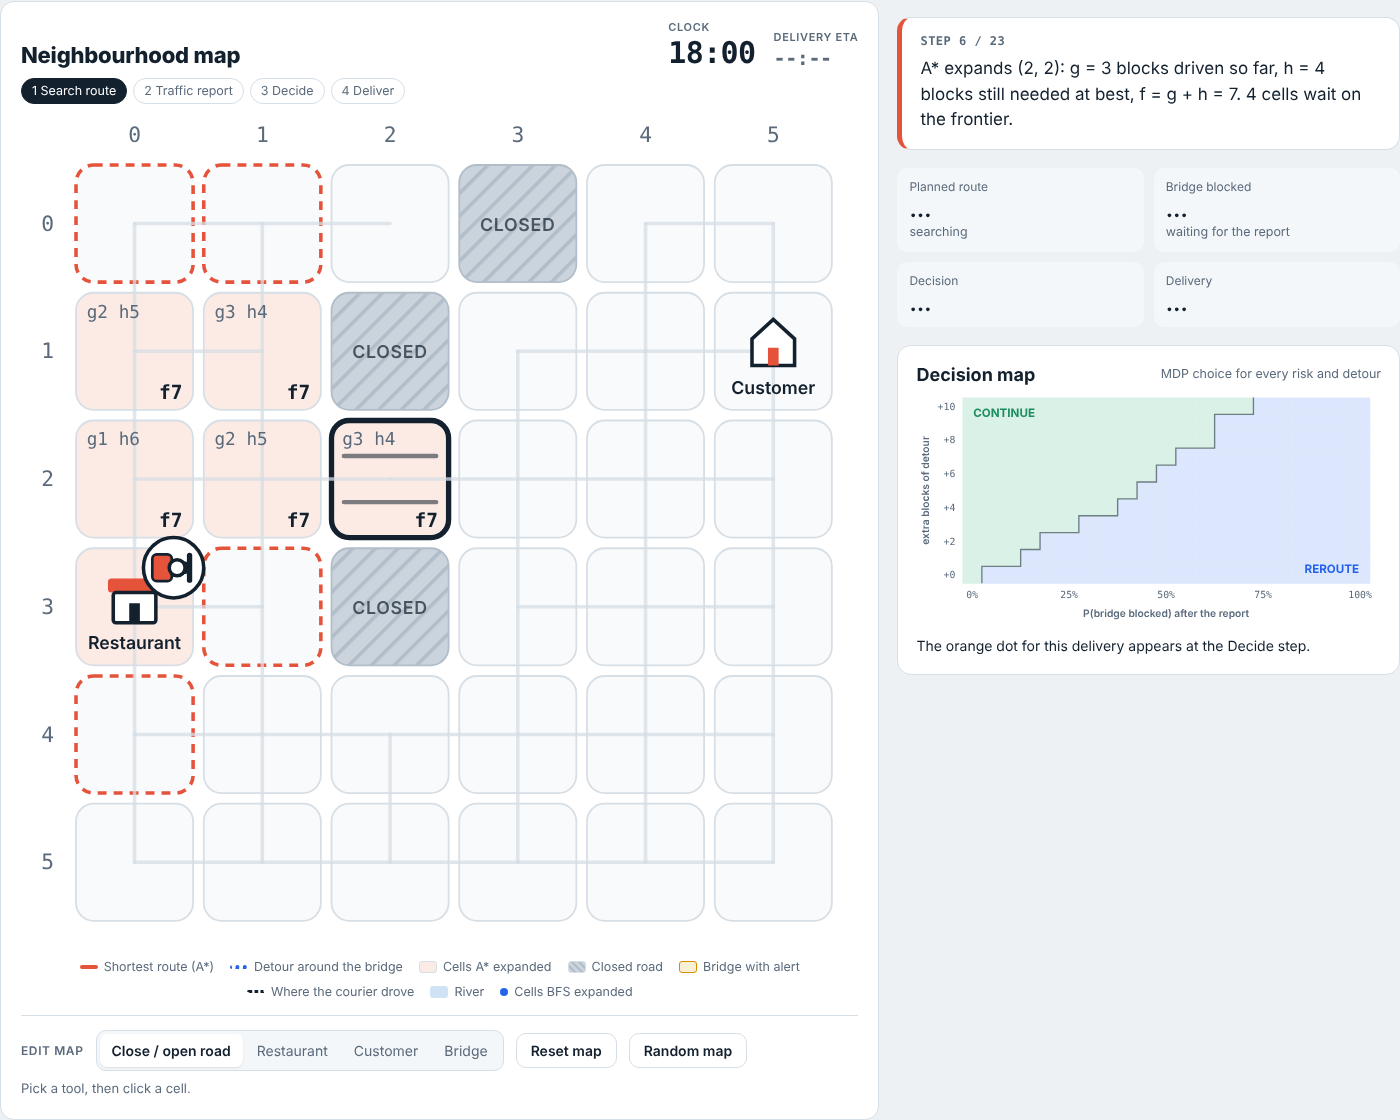 Neighbourhood map
CLOCK
18:00
DELIVERY ETA
--:--
1 Search route
2 Traffic report
3 Decide
4 Deliver
0 1 2 3 4 5
0
CLOSED
g2 h5
g3 h4
1
CLOSED
f7
f7
Customer
g1 h6
g2 h5
g3 h4
2
f7
f7
f7
3
CLOSED
Restaurant
4
5
Shortest route (A*)
Detour around the bridge
Cells A* expanded
Closed road
Bridge with alert
Where the courier drove
River
Cells BFS expanded
EDIT MAP
Close / open road
Restaurant
Customer
Bridge
Reset map
Random map
Pick a tool, then click a cell.
STEP 6 / 23
A* expands (2, 2): g = 3 blocks driven so far, h = 4
blocks still needed at best, f = g + h = 7. 4 cells wait on
the frontier.
Planned route
...
searching
Bridge blocked
...
waiting for the report
Decision
...
Delivery
...
Decision map
MDP choice for every risk and detour
+10
CONTINUE
+8
+6
+4
+2
+0
extra blocks of detour
REROUTE
0% 25% 50% 75% 100%
P(bridge blocked) after the report
The orange dot for this delivery appears at the Decide step.